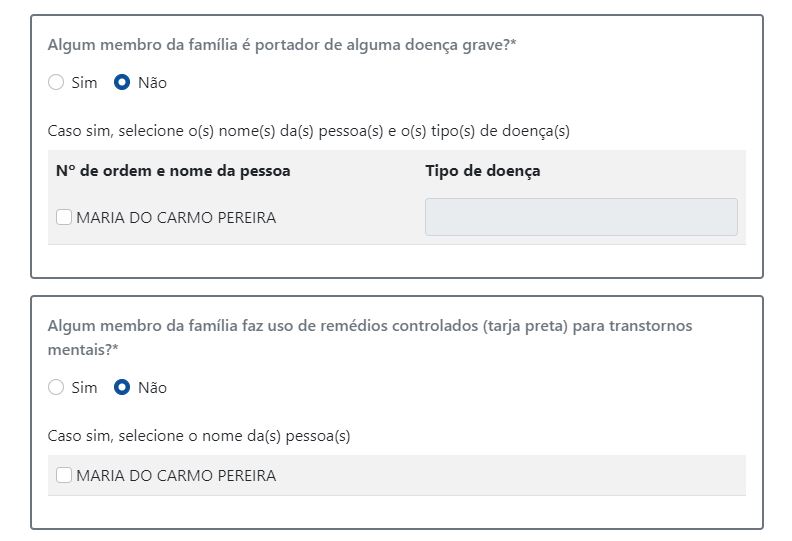 Algum membro da família é portador de alguma doença grave?*
Sim Não
Caso sim, selecione o(s) nome(s) da(s) pessoa(s) e o(s) tipo(s) de doença(s)
Nº de ordem e nome da pessoa Tipo de doença
MARIA DO CARMO PEREIRA
Algum membro da família faz uso de remédios controlados (tarja preta) para transtornos
mentais?*
Sim Não
Caso sim, selecione o nome da(s) pessoa(s)
MARIA DO CARMO PEREIRA